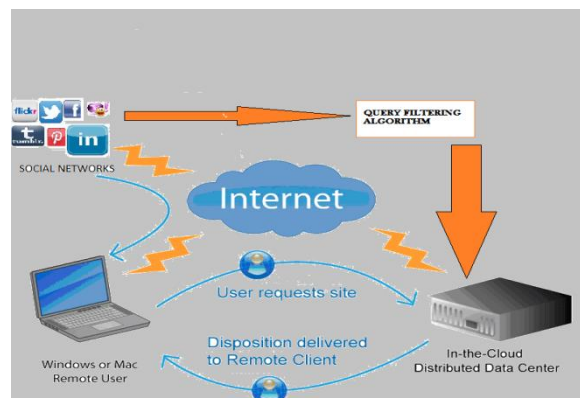 flickr
f
tumblr.
in
SOCIAL NETWORKS
QUERY FILTERING
ALGORITHM
Internet
User requests site
Disposition delivered
to Remote Client
Windows or Mac
Remote User
In-the-Cloud
Distributed Data Center